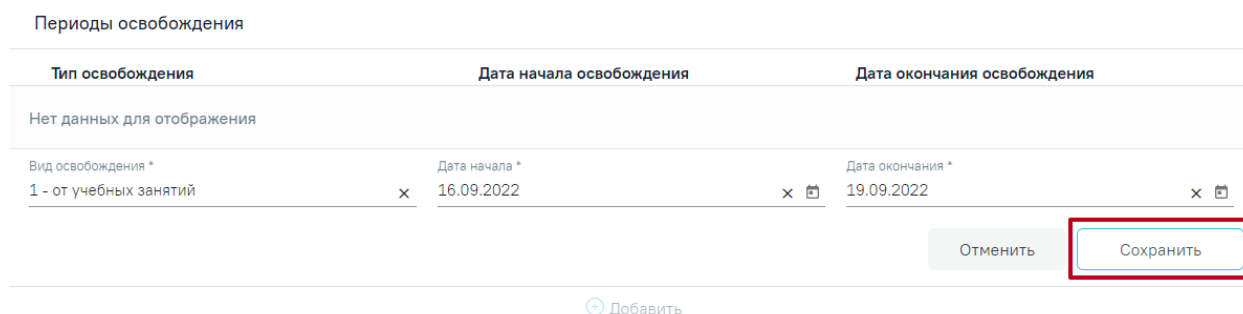 Периоды освобождения
Тип освобождения Дата начала освобождения Дата окончания освобождения
Нет данных для отображения
Вид освобождения * Дата начала * Дата окончания *
1 - от учебных занятий 16.09.2022 19.09.2022
Отменить Сохранить
Добавить